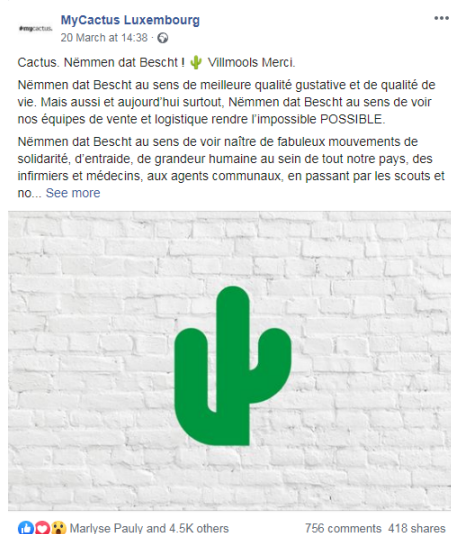 MyCactus Luxembourg
#mycactus.
20 March at 14:38 ·
Cactus. Nëmmen dat Bescht ! 🌵 Villmools Merci.
Nëmmen dat Bescht au sens de meilleure qualité gustative et de qualité de
vie. Mais aussi et aujourd’hui surtout, Nëmmen dat Bescht au sens de voir
nos équipes de vente et logistique rendre l’impossible POSSIBLE.
Nëmmen dat Bescht au sens de voir naître de fabuleux mouvements de
solidarité, d’entraide, de grandeur humaine au sein de tout notre pays, des
infirmiers et médecins, aux agents communaux, en passant par les scouts et
no... See more
Marlyse Pauly and 4.5K others 756 comments 418 shares